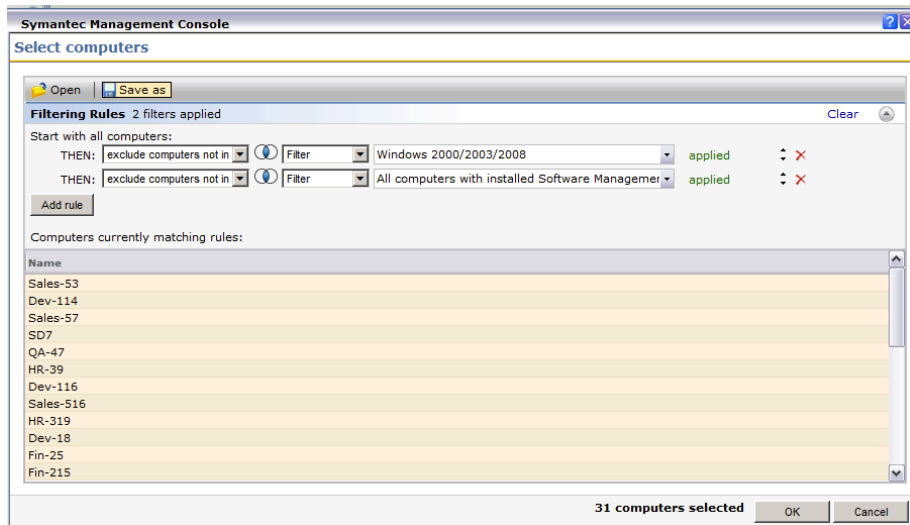 Symantec Management Console
Select computers
Open Save as
Filtering Rules 2 filters applied Clear
Start with all computers:
THEN: exclude computers not in Filter Windows 2000/2003/2008 applied
THEN: exclude computers not in Filter All computers with installed Software Managemer applied
Add rule
Computers currently matching rules:
Name
Sales-53
Dev-114
Sales-57
SD7
QA-47
HR-39
Dev-116
Sales-516
HR-319
Dev-18
Fin-25
Fin-215
31 computers selected OK Cancel